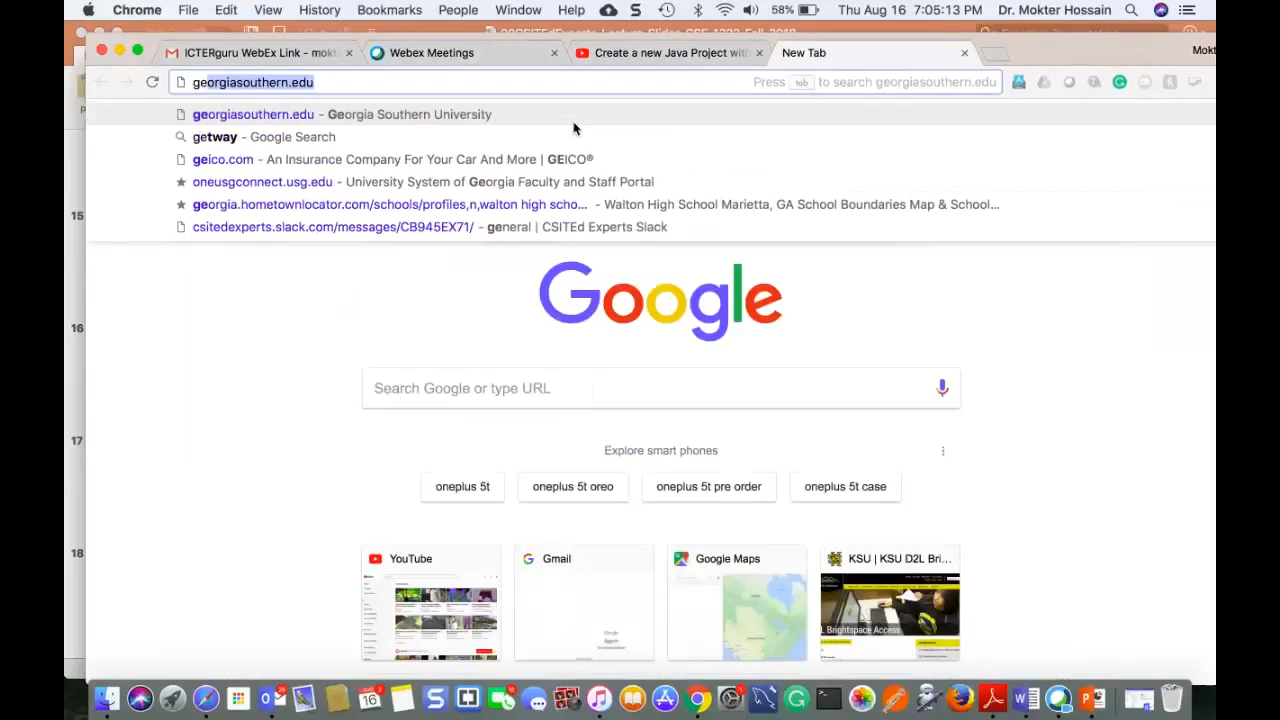 Chrome File Edit View History Bookmarks People Window Help 58% Thu Aug 16 7:05:13 PM Dr. Mokter Hossain
ICTERguru WebEx Link - mokt Webex Meetings Create a new Java Project with New Tab Mokt
georgiasouthern.edu Press tab to search georgiasouthern.edu
georgiasouthern.edu - Georgia Southern University
getway - Google Search
geico.com - An Insurance Company For Your Car And More | GEICO®
oneusgconnect.usg.edu - University System of Georgia Faculty and Staff Portal
georgia.hometownlocator.com/schools/profiles,n,walton high scho... - Walton High School Marietta, GA School Boundaries Map & School...
15
csitedexperts.slack.com/messages/CB945EX71/ - general | CSITEd Experts Slack
Google
16
Search Google or type URL
17
Explore smart phones
oneplus 5t oneplus 5t oreo oneplus 5t pre order oneplus 5t case
18
YouTube Gmail Google Maps KSU | KSU D2L Bri...
L Brightspace Access